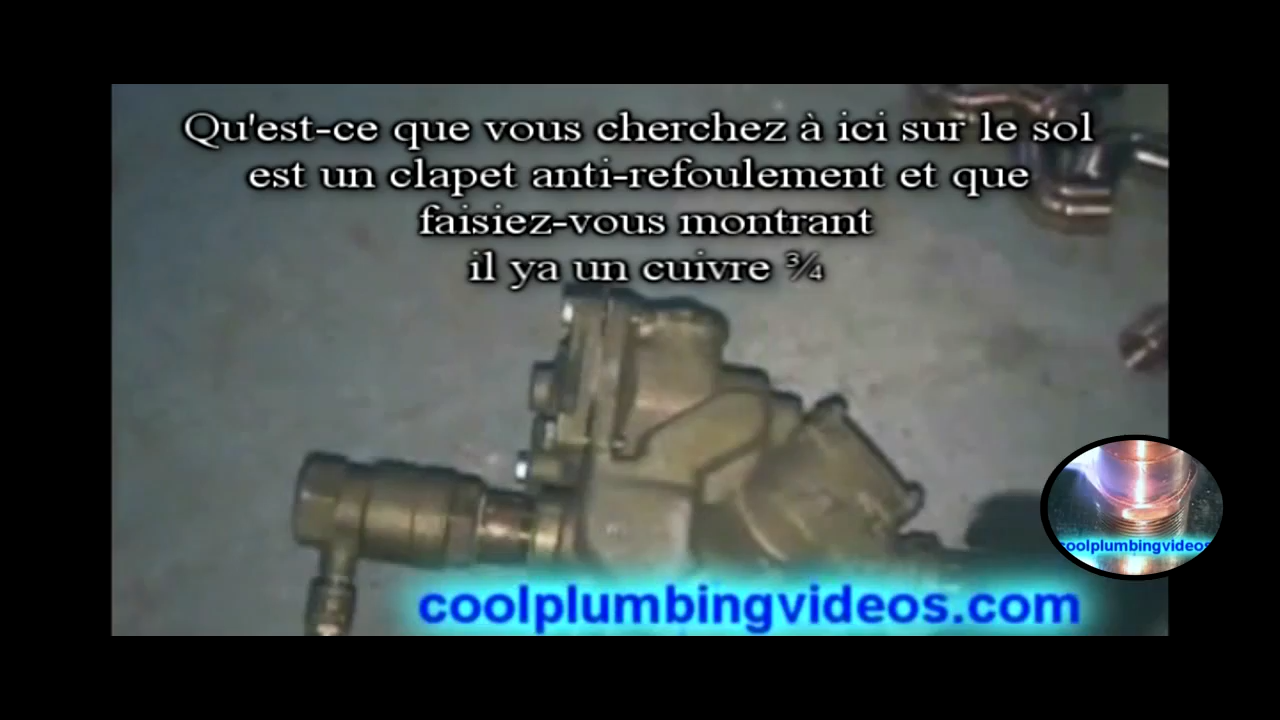 Qu'est-ce que vous cherchez à ici sur le sol
est un clapet anti-refoulement et que
faisiez-vous montrant
il ya un cuivre ¾
coolplumbingvideos
coolplumbingvideos.com